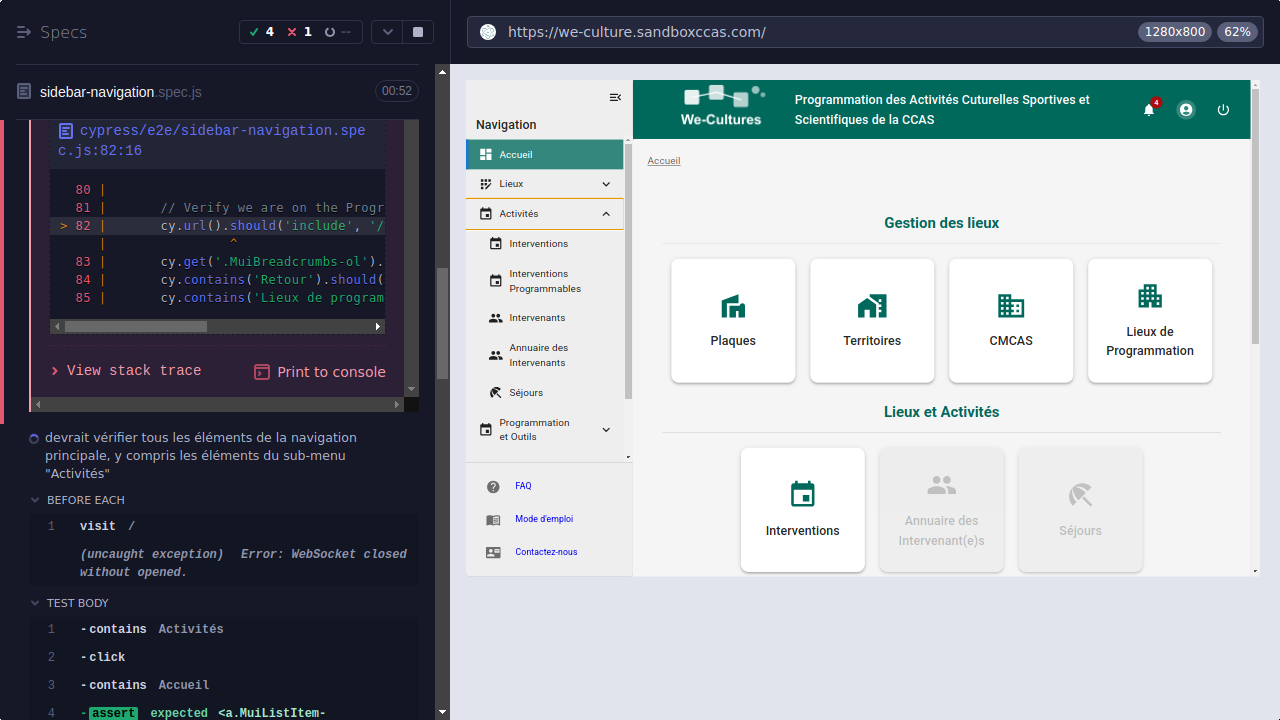 Specs
4
1
--
sidebar-navigation.spec.js
00:52
cypress/e2e/sidebar-navigation.spe
c.js:82:16
80 |
81 | // Verify we are on the Progr
> 82 | cy.url().should('include', '/
| ^
83 | cy.get('.MuiBreadcrumbs-ol').
84 | cy.contains('Retour').should(
85 | cy.contains('Lieux de program
View stack trace
Print to console
devrait vérifier tous les éléments de la navigation
principale, y compris les éléments du sub-menu
"Activités"
BEFORE EACH
1 visit /
(uncaught exception) Error: WebSocket closed
without opened.
TEST BODY
1 -contains Activités
2 -click
3 -contains Accueil
4 -assert expected <a.MuiListItem-
https://we-culture.sandboxccas.com/
1280x800
62%
Navigation
Accueil
Lieux
Activités
Interventions
Interventions
Programmables
Intervenants
Annuaire des
Intervenants
Séjours
Programmation
et Outils
FAQ
Mode d'emploi
Contactez-nous
We-Cultures
Programmation des Activités Cuturelles Sportives et
Scientifiques de la CCAS
4
Accueil
Gestion des lieux
Plaques
Territoires
CMCAS
Lieux de
Programmation
Lieux et Activités
Interventions
Annuaire des
Intervenant(e)s
Séjours